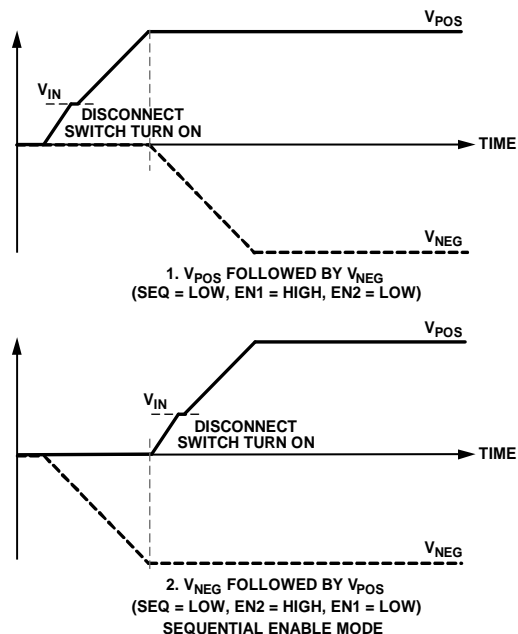 VPOS
VIN
DISCONNECT
SWITCH TURN ON
TIME
VNEG
1. VPOS FOLLOWED BY VNEG
(SEQ = LOW, EN1 = HIGH, EN2 = LOW)
VPOS
VIN
DISCONNECT
SWITCH TURN ON
TIME
VNEG
2. VNEG FOLLOWED BY VPOS
(SEQ = LOW, EN2 = HIGH, EN1 = LOW)
SEQUENTIAL ENABLE MODE